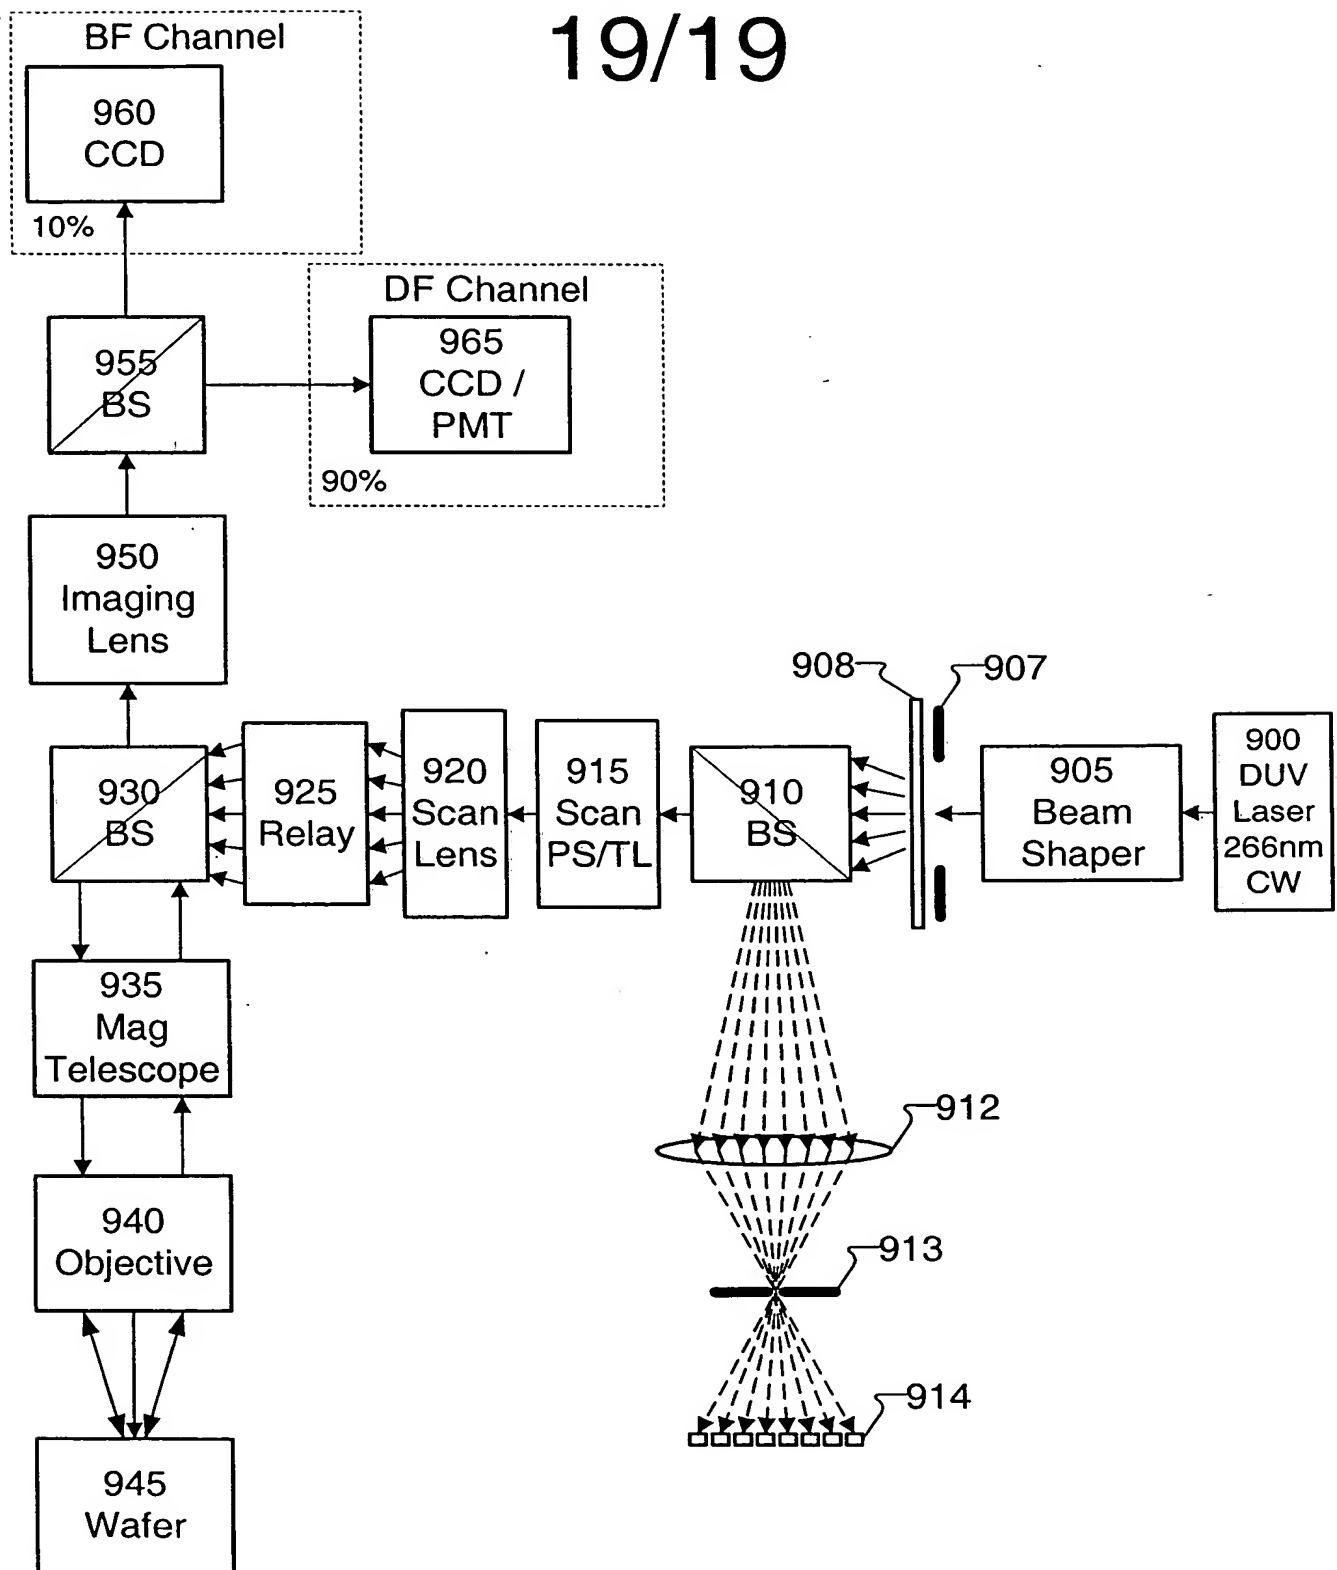 19/19
BF Channel
960
CCD
10%
DF Channel
965
CCD /
PMT
90%
955
BS
950
Imaging
Lens
908
907
930
BS
925
Relay
920
Scan
Lens
915
Scan
PS/TL
910
BS
905
Beam
Shaper
900
DUV
Laser
266nm
CW
935
Mag
Telescope
912
940
Objective
913
914
945
Wafer